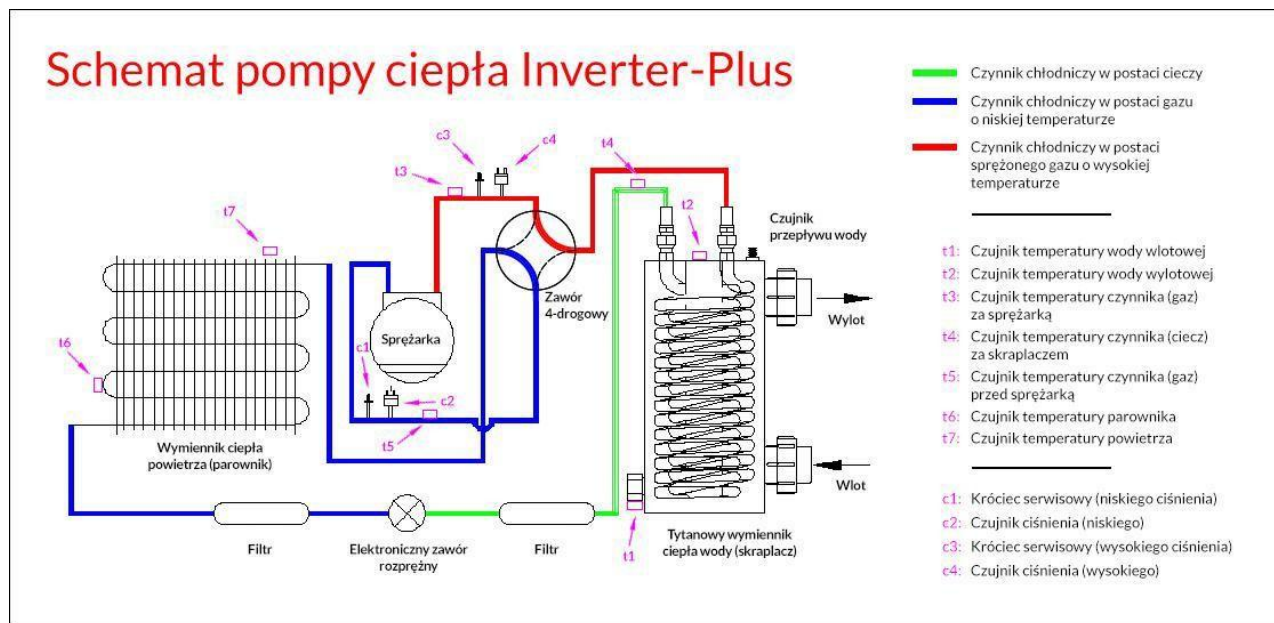 Schemat pompy ciepła Inverter-Plus
Czynnik chłodniczy w postaci cieczy
Czynnik chłodniczy w postaci gazu
o niskiej temperaturze
Czynnik chłodniczy w postaci
sprężonego gazu o wysokiej
temperaturze
c3
c4
t3
t4
t7
t2
Czujnik
przepływu wody
Zawór
4-drogowy
Wylot
Sprężarka
t6
c1
c2
t5
Wymiennik ciepła
powietrza (parownik)
Wlot
Filtr
Elektroniczny zawór
rozprężny
Filtr
t1
Tytanowy wymiennik
ciepła wody (skraplacz)
t1: Czujnik temperatury wody wlotowej
t2: Czujnik temperatury wody wylotowej
t3: Czujnik temperatury czynnika (gaz)
za sprężarką
t4: Czujnik temperatury czynnika (ciecz)
za skraplaczem
t5: Czujnik temperatury czynnika (gaz)
przed sprężarką
t6: Czujnik temperatury parownika
t7: Czujnik temperatury powietrza
c1: Króciec serwisowy (niskiego ciśnienia)
c2: Czujnik ciśnienia (niskiego)
c3: Króciec serwisowy (wysokiego ciśnienia)
c4: Czujnik ciśnienia (wysokiego)